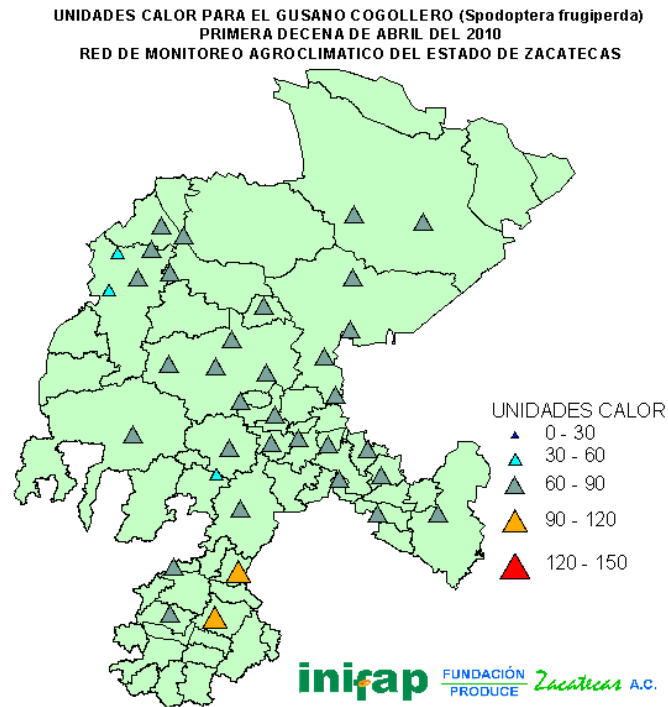 UNIDADES CALOR PARA EL GUSANO COGOLLERO (Spodoptera frugiperda)
PRIMERA DECENA DE ABRIL DEL 2010
RED DE MONITOREO AGROCLIMATICO DEL ESTADO DE ZACATECAS
UNIDADES CALOR
0 - 30
30 - 60
60 - 90
90 - 120
120 - 150
inifap
FUNDACIÓN
PRODUCE
Zacatecas A.C.